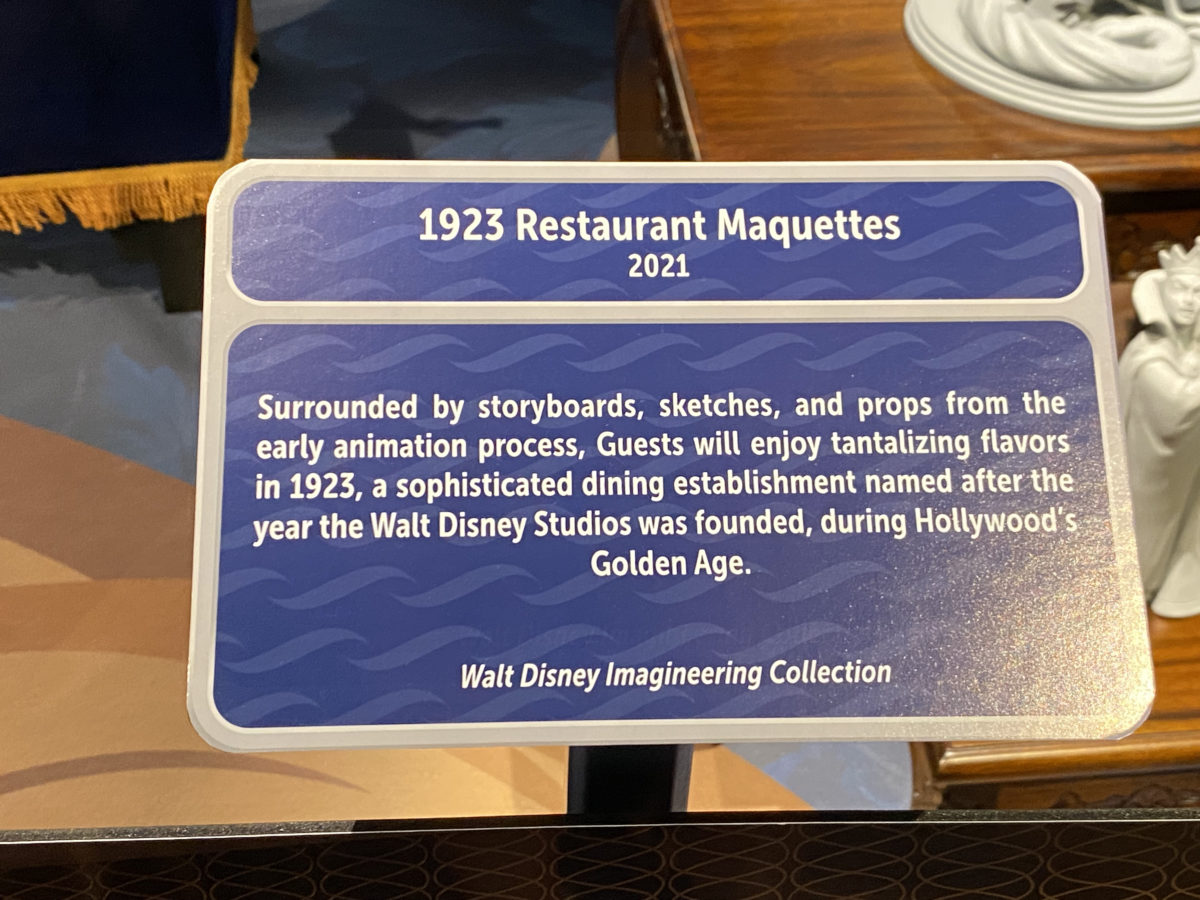 1923 Restaurant Maquettes
2021
Surrounded by storyboards, sketches, and props from the
early animation process, Guests will enjoy tantalizing flavors
in 1923, a sophisticated dining establishment named after the
year the Walt Disney Studios was founded, during Hollywood's
Golden Age.
Walt Disney Imagineering Collection